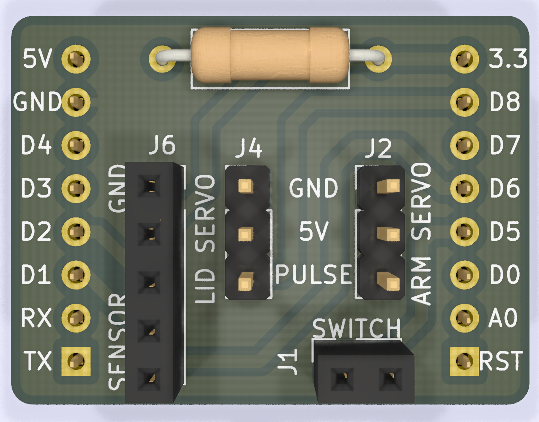 5V
GND
D4
D3
D2
D1
RX
TX
J6
GND
SENSOR
J4
LID SERVO
GND
5V
PULSE
J2
ARM SERVO
SWITCH
J1
3.3
D8
D7
D6
D5
D0
A0
RST